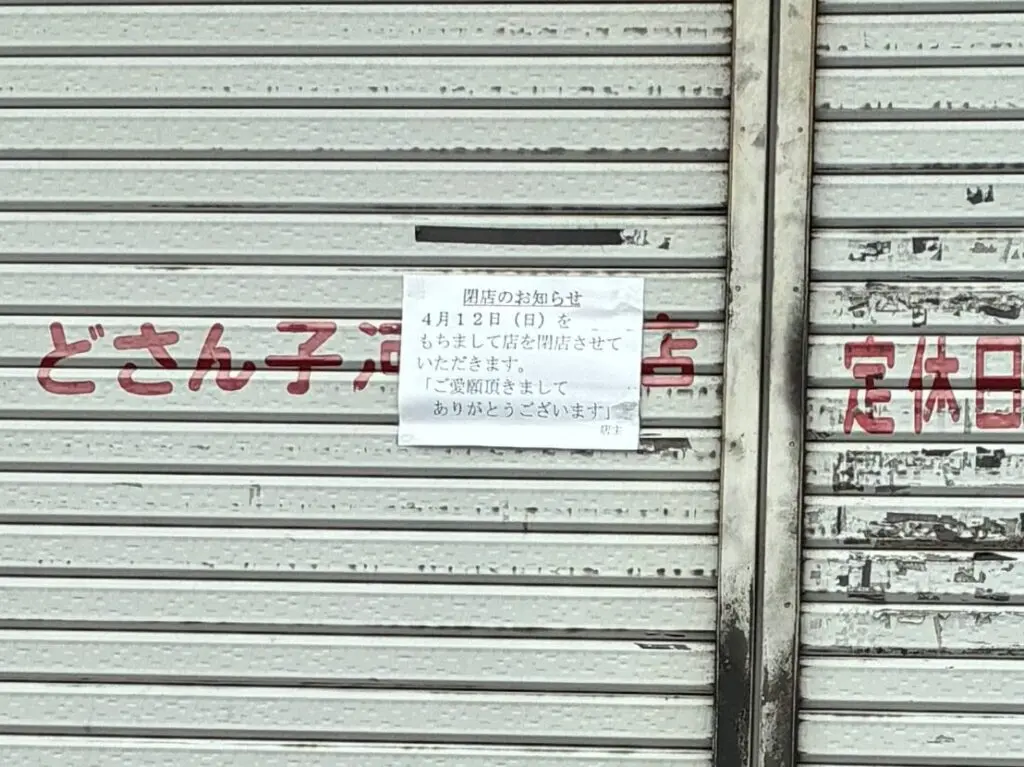 閉店のお知らせ
4月12日(日)を
もちまして店を閉店させて
いただきます。
「ご愛願頂きまして
ありがとうございます」
店主
どさん子 店
定休日